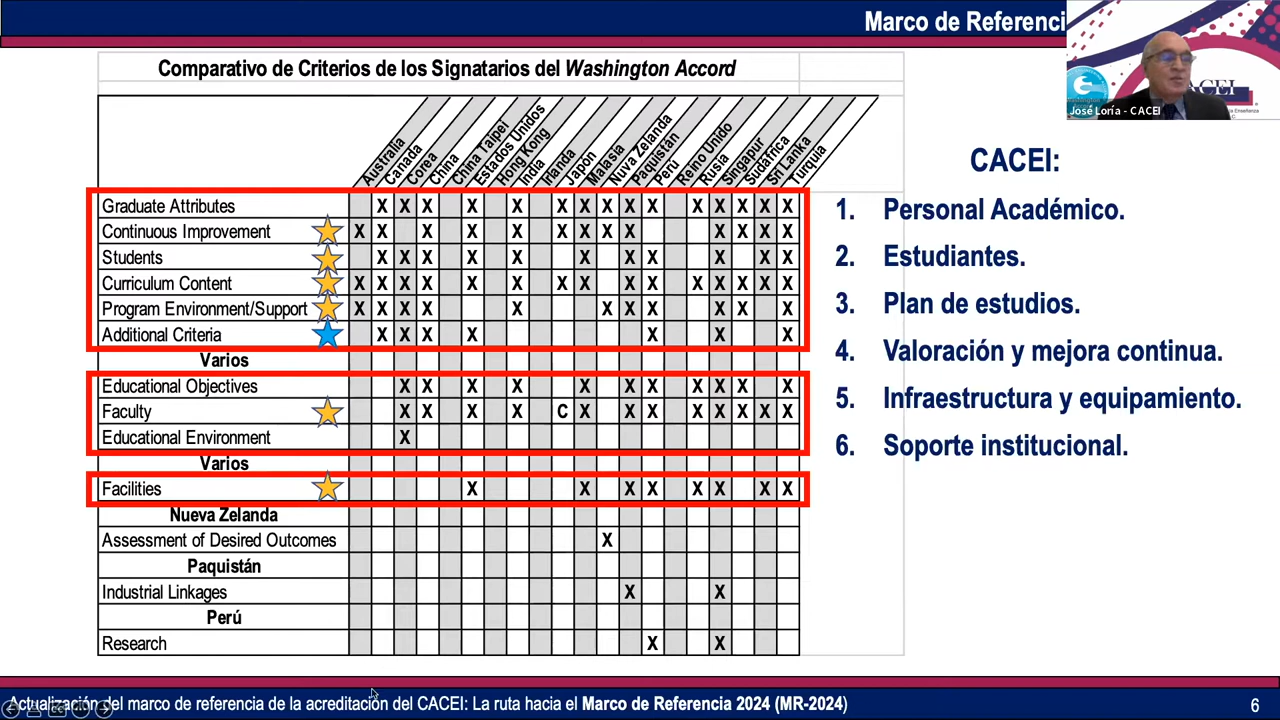 Marco de Referenci
CACEI
José Loría - CACEI
Comparativo de Criterios de los Signatarios del Washington Accord
Australia
Canada
Corea
China
China Taipei
Estados Unidos
Hong Kong
India
Irlanda
Japon
Malasia
Nueva Zelanda
Paquistán
Perú
Reino Unido
Rusia
Singapur
Sudáfrica
Sri Lanka
Turquia
Graduate Attributes X X X X X X X X X X X X X X X X
Continuous Improvement X X X X X X X X X X X X X
Students X X X X X X X X X X X
Curriculum Content X X X X X X X X X X X X X X X
Program Environment/Support X X X X X X X X X X X
Additional Criteria X X X X X X X
Varios
Educational Objectives X X X X X X X X X X X
Faculty X X X X C X X X X X X X X
Educational Environment X
Varios
Facilities X X X X X X X X
Nueva Zelanda
Assessment of Desired Outcomes X
Paquistán
Industrial Linkages X X
Perú
Research X X
CACEI:
1. Personal Académico.
2. Estudiantes.
3. Plan de estudios.
4. Valoración y mejora continua.
5. Infraestructura y equipamiento.
6. Soporte institucional.
Actualización del marco de referencia de la acreditación del CACEI: La ruta hacia el Marco de Referencia 2024 (MR-2024)
6